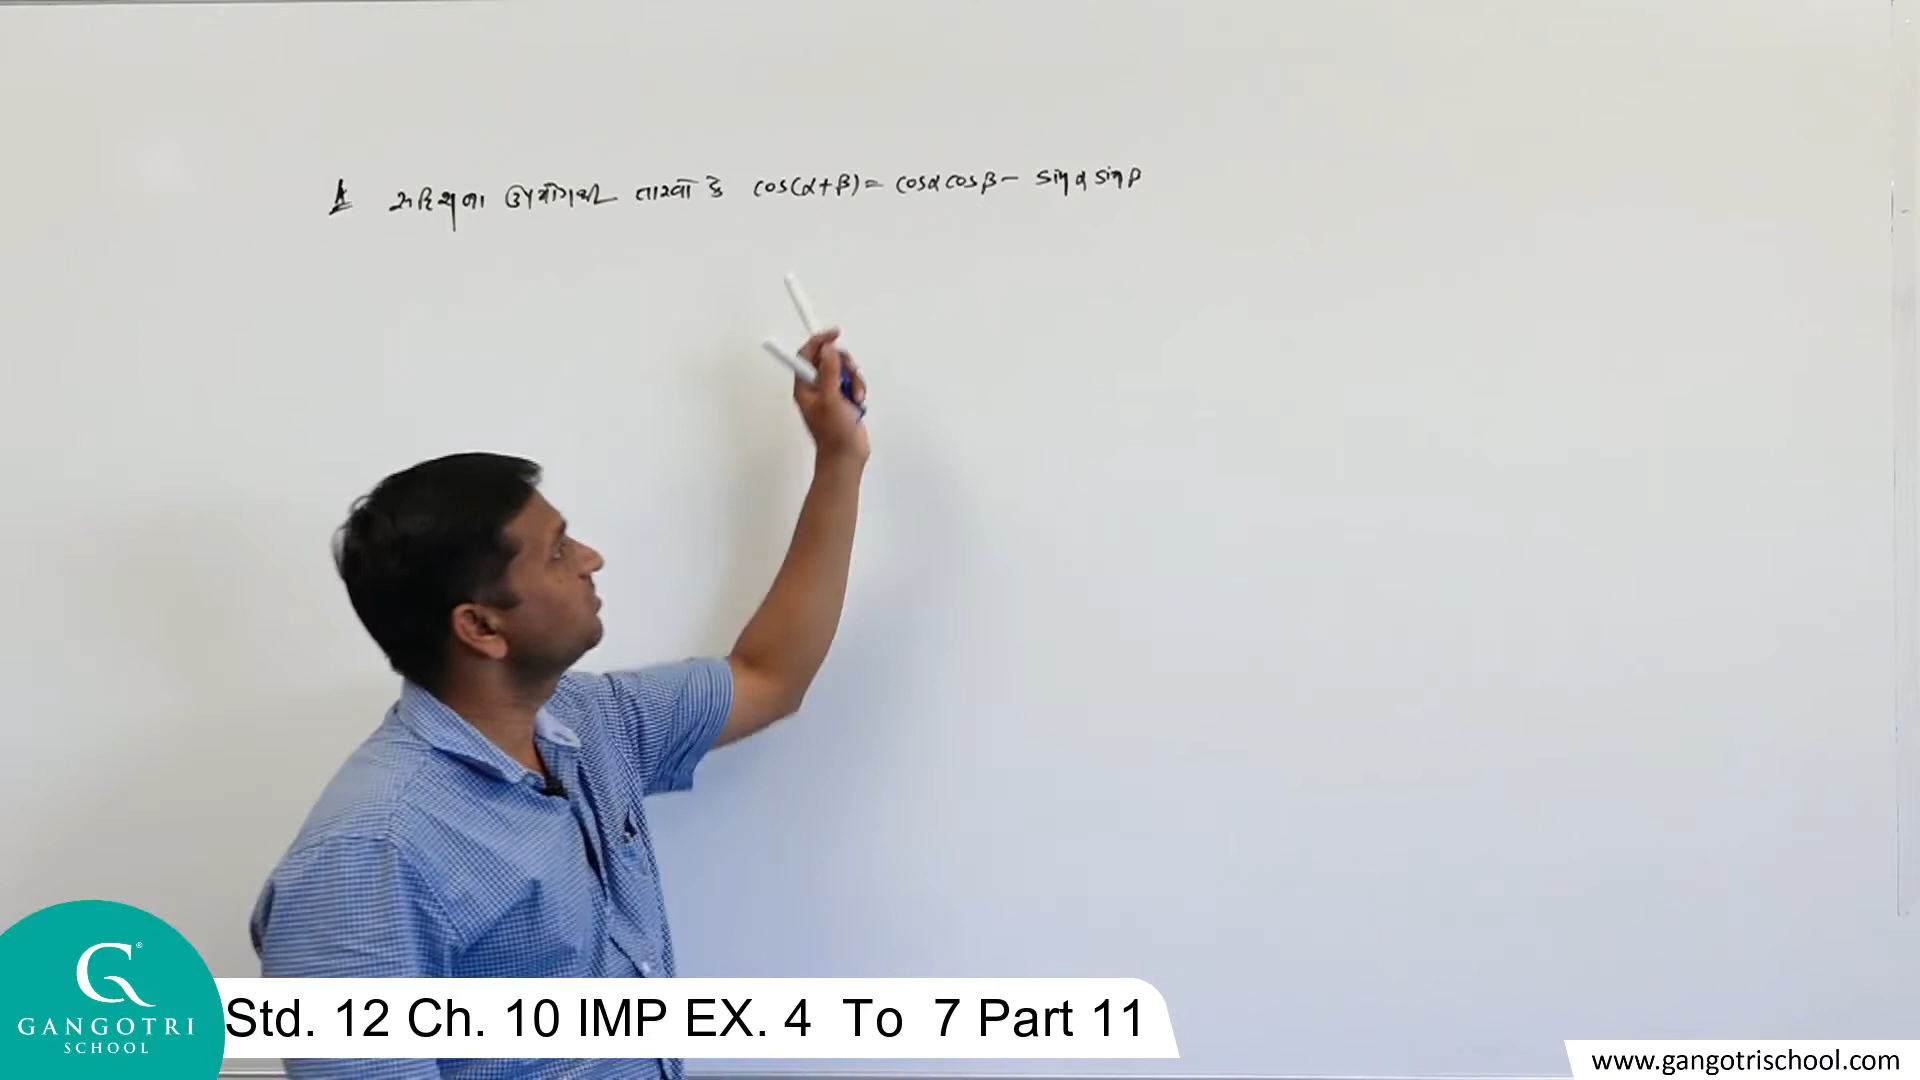 સદિશના ઉપયોગથી તારવો કે cos(α+β)= cosα cosβ − sinα sinβ
G®
GANGOTRI
SCHOOL
Std. 12 Ch. 10 IMP EX. 4 To 7 Part 11
www.gangotrischool.com